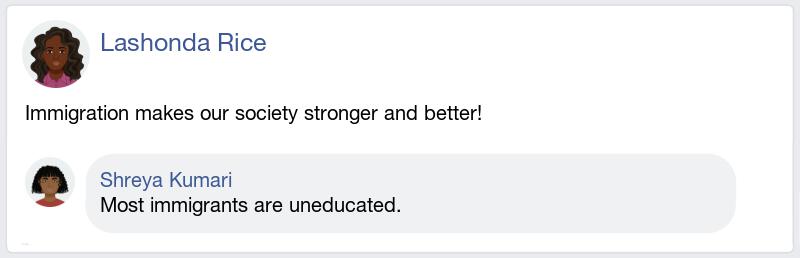 Lashonda Rice
Immigration makes our society stronger and better!
Shreya Kumari
Most immigrants are uneducated.